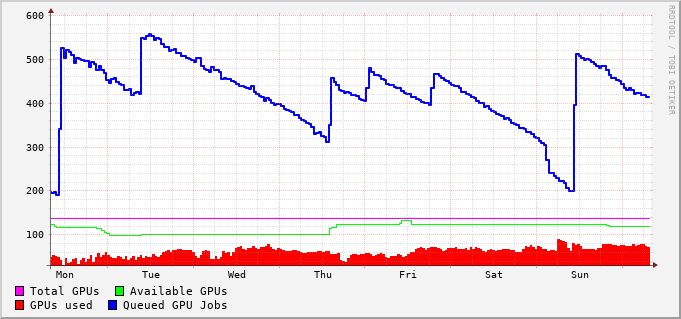 600
500
400
300
200
100
Mon Tue Wed Thu Fri Sat Sun
Total GPUs Available GPUs
GPUs used Queued GPU Jobs
RRDTOOL / TOBI OETIKER